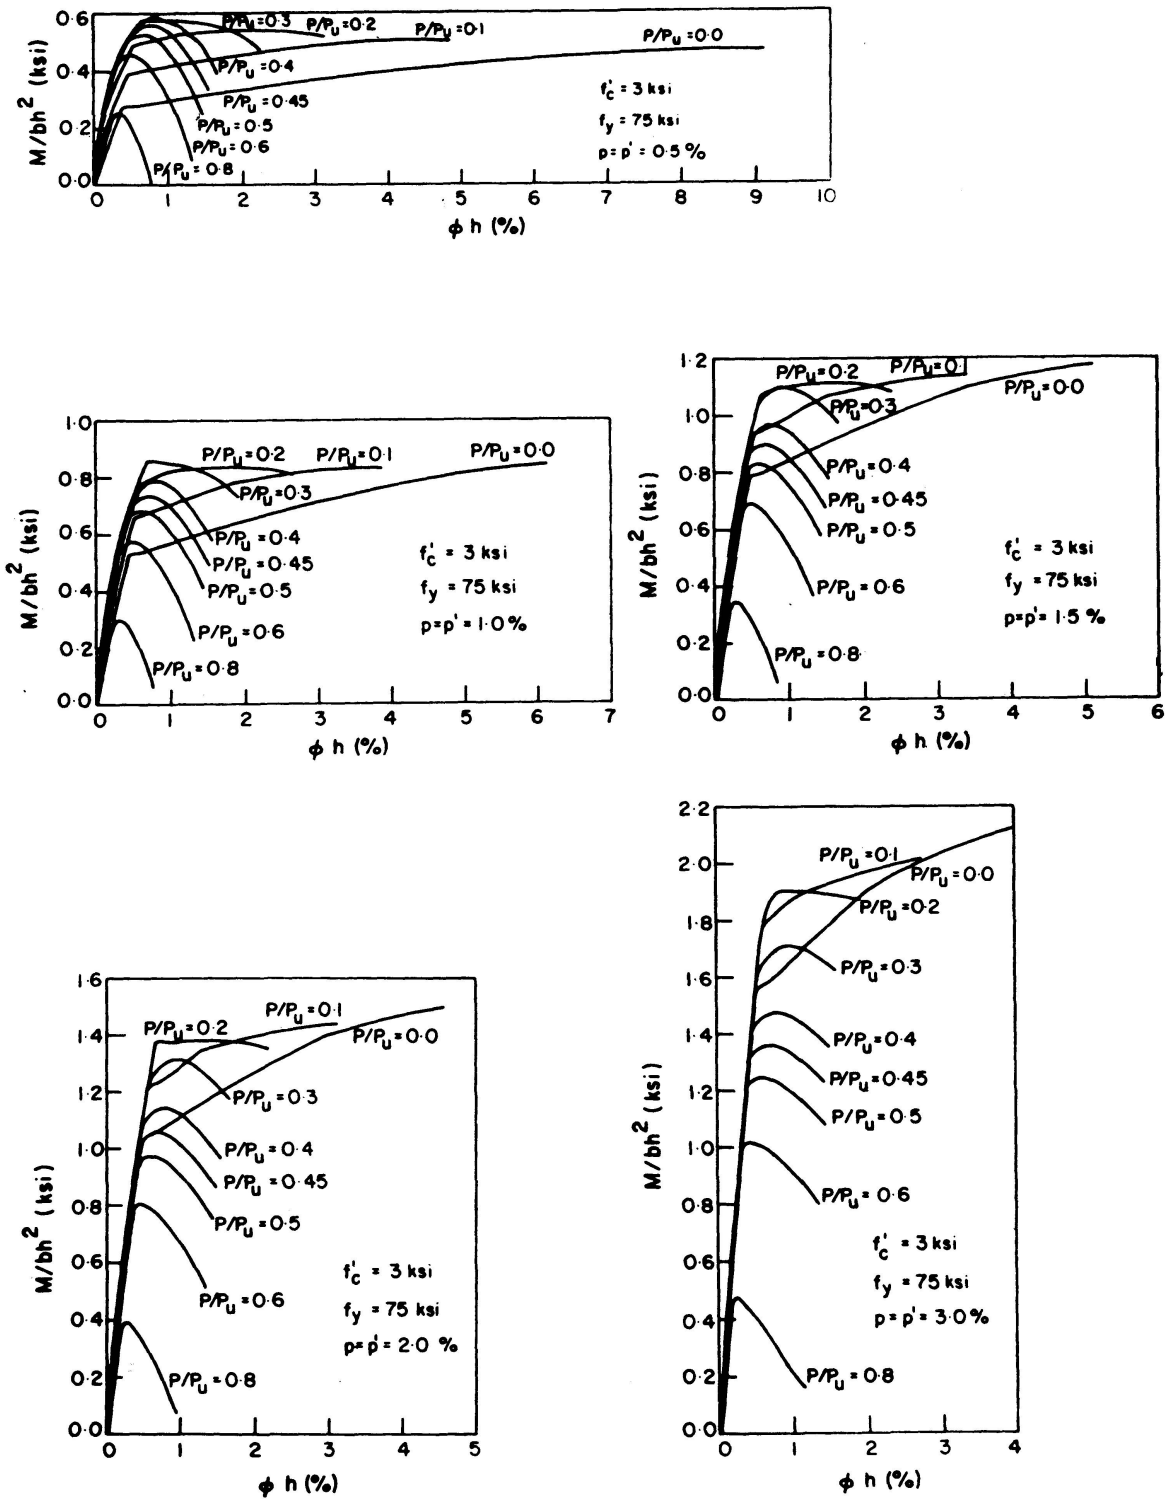 0.6
0.4
0.2
0.0
M/bh² (ksi)
P/Pu=0.3
P/Pu=0.2
P/Pu=0.1
P/Pu=0.0
P/Pu=0.4
P/Pu=0.45
P/Pu=0.5
P/Pu=0.6
P/Pu=0.8
f'c = 3 ksi
fy = 75 ksi
p=p' = 0.5 %
0 1 2 3 4 5 6 7 8 9 10
ϕ h (%)
1.0
0.8
0.6
0.4
0.2
0.0
M/bh² (ksi)
P/Pu=0.2
P/Pu=0.1
P/Pu=0.0
P/Pu=0.3
P/Pu=0.4
P/Pu=0.45
P/Pu=0.5
P/Pu=0.6
P/Pu=0.8
f'c = 3 ksi
fy = 75 ksi
p=p' = 1.0 %
0 1 2 3 4 5 6 7
ϕ h (%)
1.2
1.0
0.8
0.6
0.4
0.2
0.0
M/bh² (ksi)
P/Pu=0.2
P/Pu=0.1
P/Pu=0.0
P/Pu=0.3
P/Pu=0.4
P/Pu=0.45
P/Pu=0.5
P/Pu=0.6
P/Pu=0.8
f'c = 3 ksi
fy = 75 ksi
p=p' = 1.5 %
0 1 2 3 4 5 6
ϕ h (%)
1.6
1.4
1.2
1.0
0.8
0.6
0.4
0.2
0.0
M/bh² (ksi)
P/Pu=0.2
P/Pu=0.1
P/Pu=0.0
P/Pu=0.3
P/Pu=0.4
P/Pu=0.45
P/Pu=0.5
P/Pu=0.6
P/Pu=0.8
f'c = 3 ksi
fy = 75 ksi
p=p' = 2.0 %
0 1 2 3 4 5
ϕ h (%)
2.2
2.0
1.8
1.6
1.4
1.2
1.0
0.8
0.6
0.4
0.2
0.0
M/bh² (ksi)
P/Pu=0.1
P/Pu=0.0
P/Pu=0.2
P/Pu=0.3
P/Pu=0.4
P/Pu=0.45
P/Pu=0.5
P/Pu=0.6
P/Pu=0.8
f'c = 3 ksi
fy = 75 ksi
p=p' = 3.0 %
0 1 2 3 4
ϕ h (%)